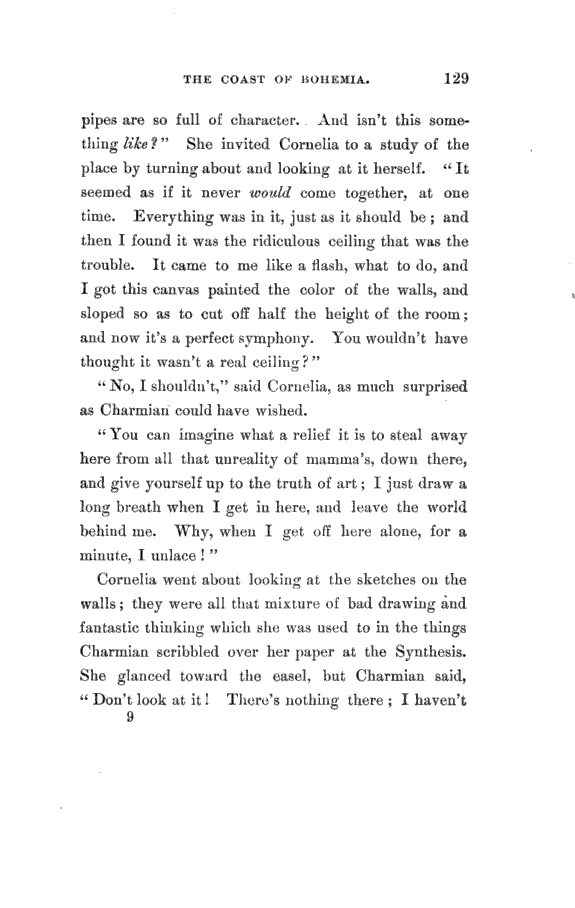 THE COAST OF BOHEMIA. 129
pipes are so full of character. And isn't this some-
thing like?" She invited Cornelia to a study of the
place by turning about and looking at it herself. "It
seemed as if it never would come together, at one
time. Everything was in it, just as it should be; and
then I found it was the ridiculous ceiling that was the
trouble. It came to me like a flash, what to do, and
I got this canvas painted the color of the walls, and
sloped so as to cut off half the height of the room;
and now it's a perfect symphony. You wouldn't have
thought it wasn't a real ceiling?"
"No, I shouldn't," said Cornelia, as much surprised
as Charmian could have wished.
"You can imagine what a relief it is to steal away
here from all that unreality of mamma's, down there,
and give yourself up to the truth of art; I just draw a
long breath when I get in here, and leave the world
behind me. Why, when I get off here alone, for a
minute, I unlace!"
Cornelia went about looking at the sketches on the
walls; they were all that mixture of bad drawing and
fantastic thinking which she was used to in the things
Charmian scribbled over her paper at the Synthesis.
She glanced toward the easel, but Charmian said,
"Don't look at it! There's nothing there; I haven't
9